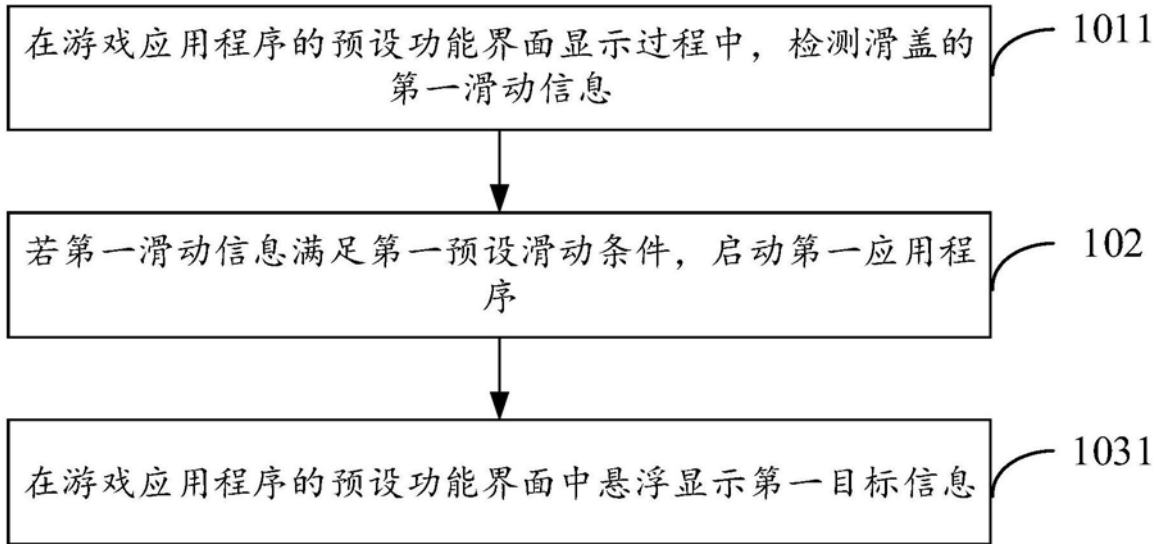 在游戏应用程序的预设功能界面显示过程中，检测滑盖的
第一滑动信息
1011
若第一滑动信息满足第一预设滑动条件，启动第一应用程
序
102
在游戏应用程序的预设功能界面中悬浮显示第一目标信息
1031